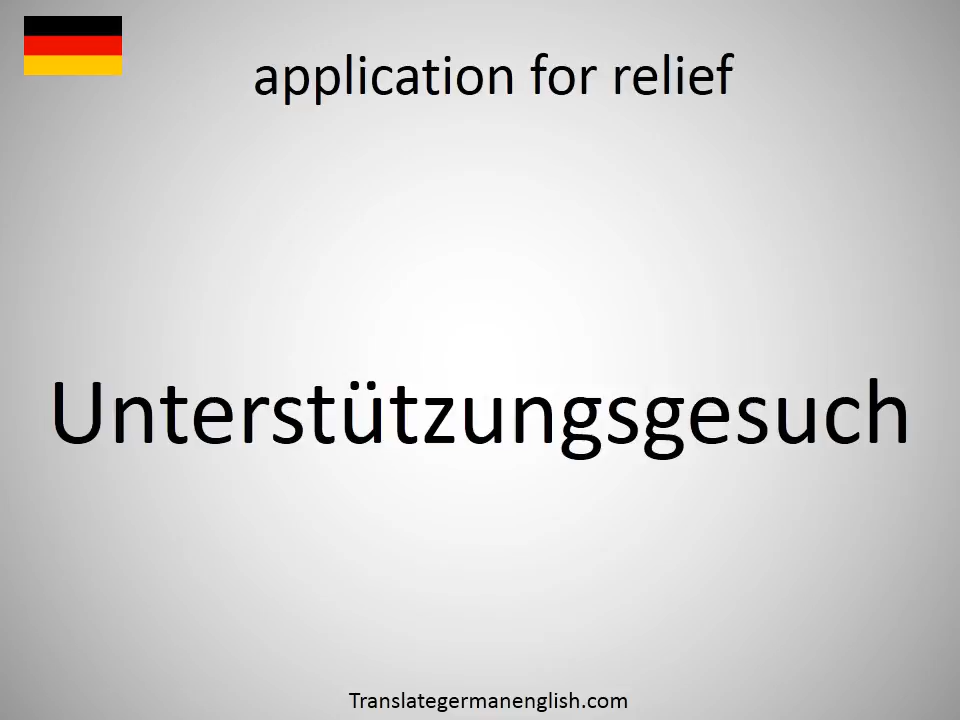 application for relief
Unterstützungsgesuch
Translategermanenglish.com